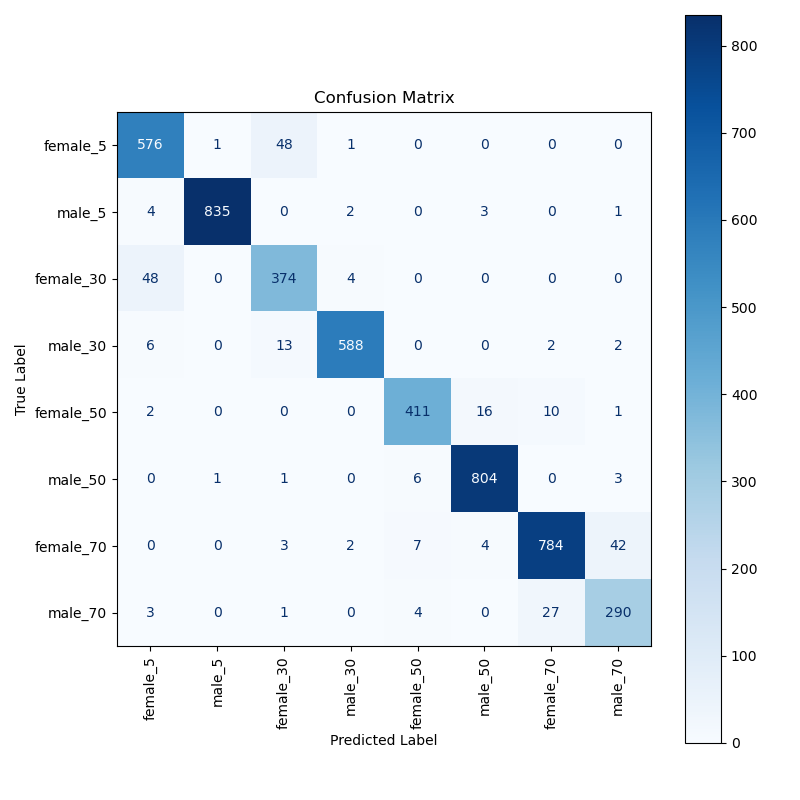 Confusion Matrix
female_5 576 1 48 1 0 0 0 0
male_5 4 835 0 2 0 3 0 1
female_30 48 0 374 4 0 0 0 0
male_30 6 0 13 588 0 0 2 2
female_50 2 0 0 0 411 16 10 1
male_50 0 1 1 0 6 804 0 3
female_70 0 0 3 2 7 4 784 42
male_70 3 0 1 0 4 0 27 290
True Label
female_5 male_5 female_30 male_30 female_50 male_50 female_70 male_70
Predicted Label
800
700
600
500
400
300
200
100
0